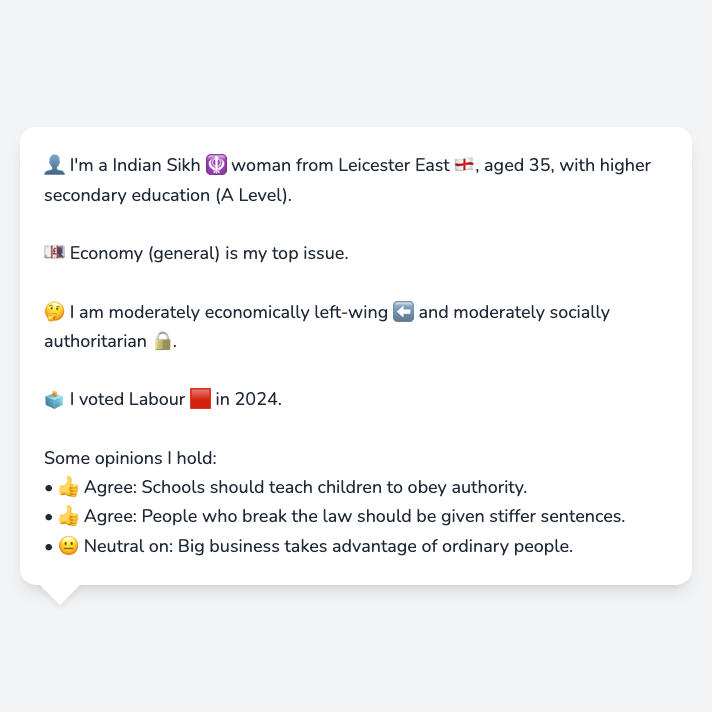 👤 I'm a Indian Sikh 🪯 woman from Leicester East 🏴󠁧󠁢󠁥󠁮󠁧󠁿, aged 35, with higher
secondary education (A Level).
💷 Economy (general) is my top issue.
🤔 I am moderately economically left-wing ⬅️ and moderately socially
authoritarian 🔒.
🗳️ I voted Labour 🟥 in 2024.
Some opinions I hold:
• 👍 Agree: Schools should teach children to obey authority.
• 👍 Agree: People who break the law should be given stiffer sentences.
• 😐 Neutral on: Big business takes advantage of ordinary people.